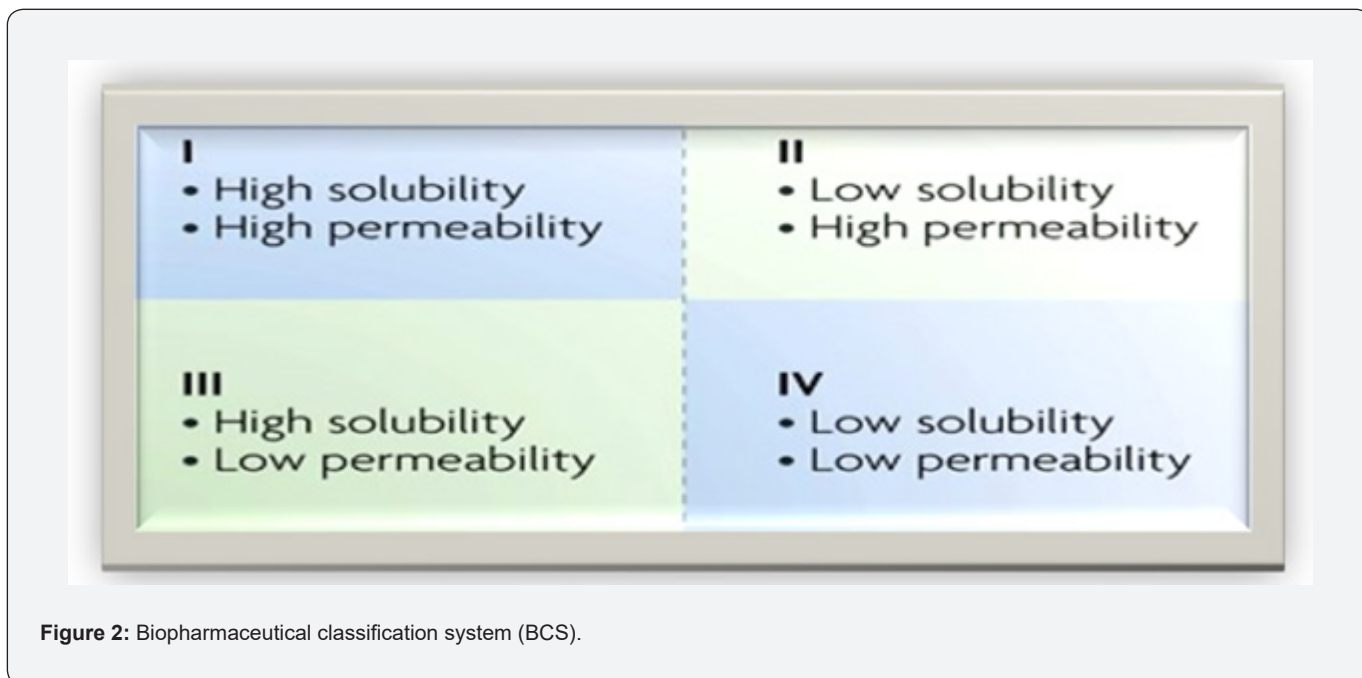 I
• High solubility
• High permeability
II
• Low solubility
• High permeability
III
• High solubility
• Low permeability
IV
• Low solubility
• Low permeability
Figure 2: Biopharmaceutical classification system (BCS).